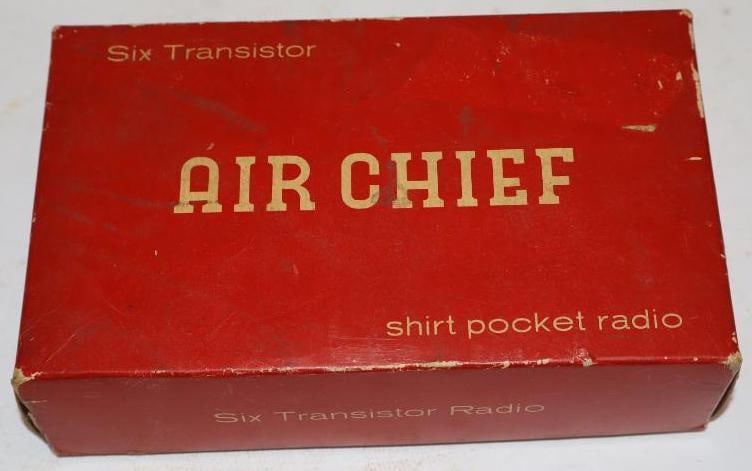 Six Transistor
AIR CHIEF
shirt pocket radio
Six Transistor Radio